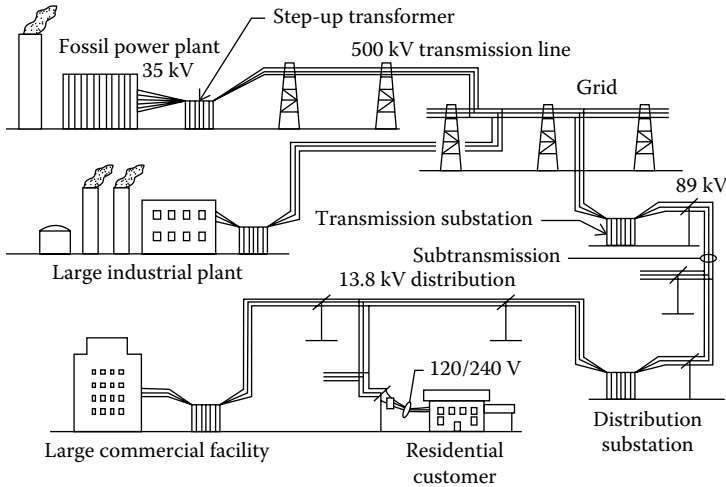 Step-up transformer
Fossil power plant
35 kV
500 kV transmission line
Grid
89 kV
Transmission substation
Subtransmission
Large industrial plant
13.8 kV distribution
120/240 V
Distribution
substation
Large commercial facility
Residential
customer